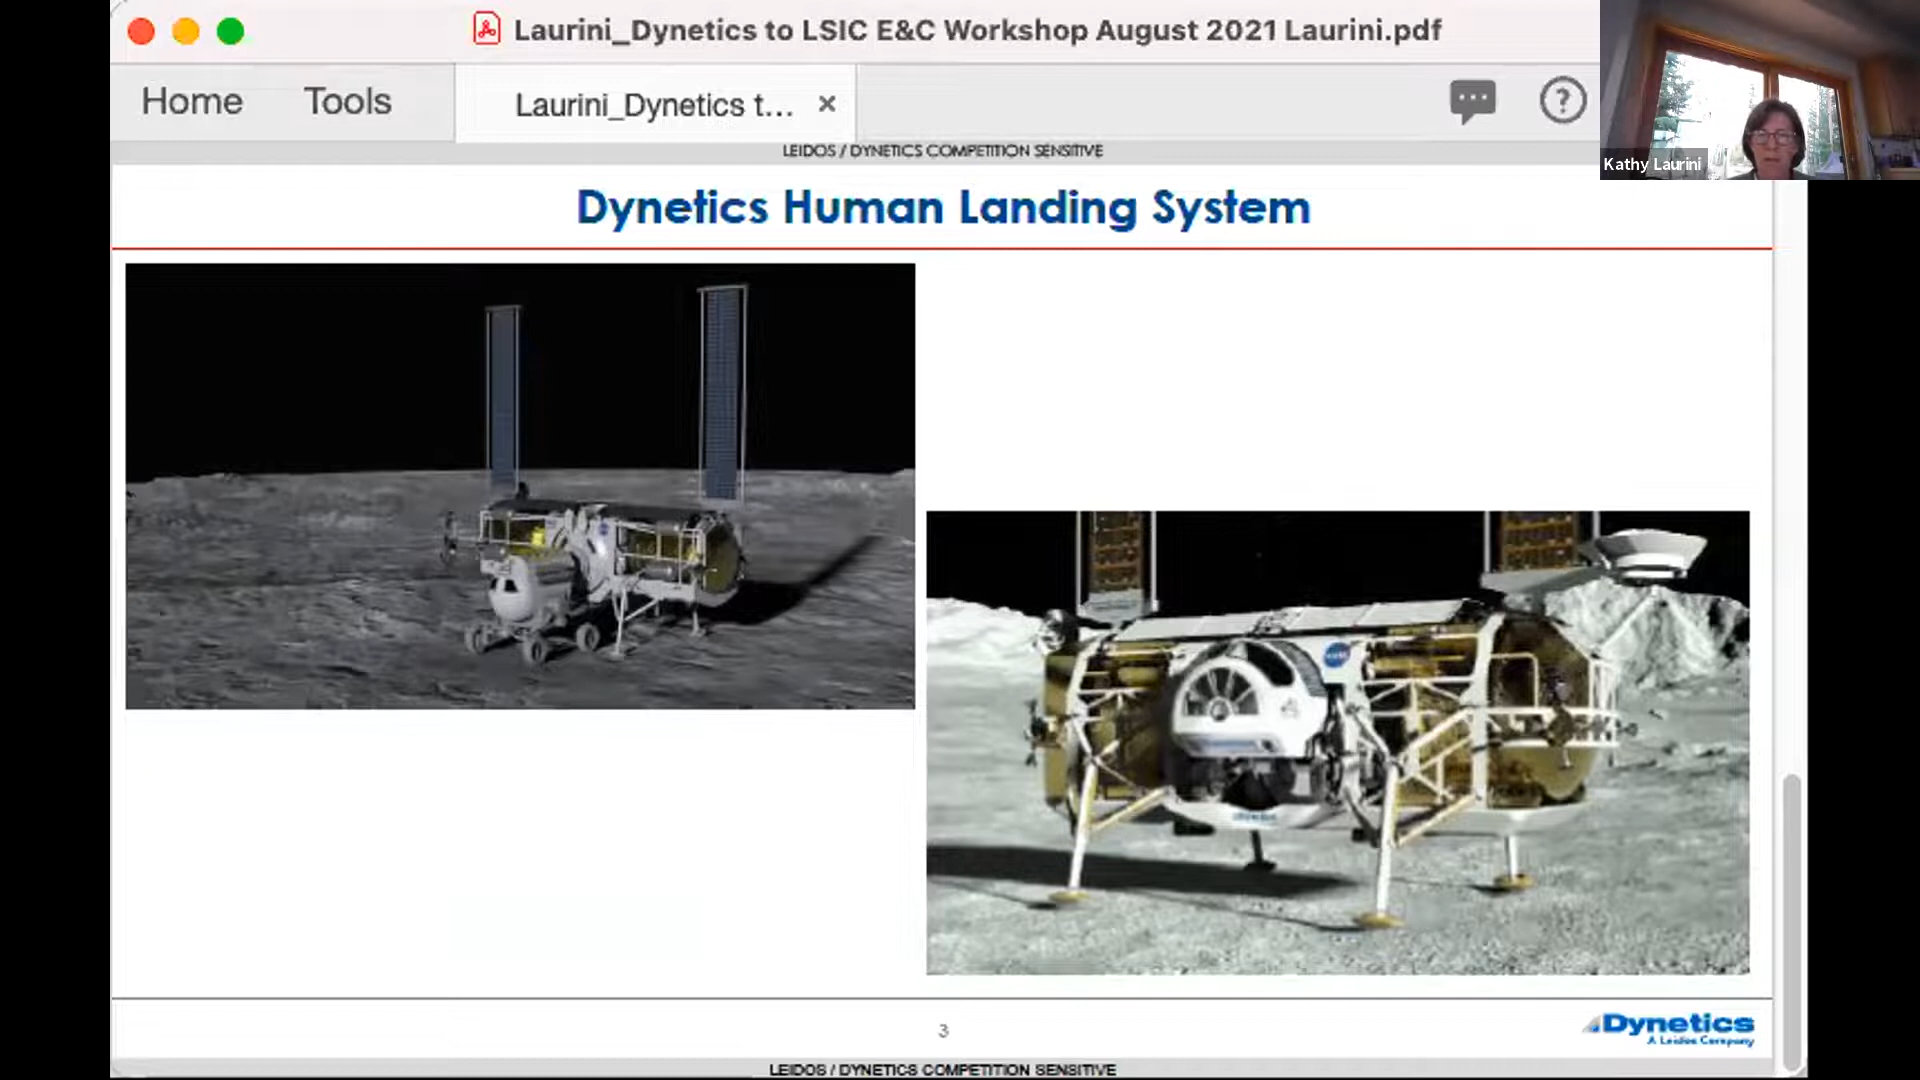 Laurini_Dynetics to LSIC E&C Workshop August 2021 Laurini.pdf
Home Tools Laurini_Dynetics t... ×
?
Kathy Laurini
LEIDOS / DYNETICS COMPETITION SENSITIVE
Dynetics Human Landing System
3
Dynetics
A Leidos Company
LEIDOS / DYNETICS COMPETITION SENSITIVE